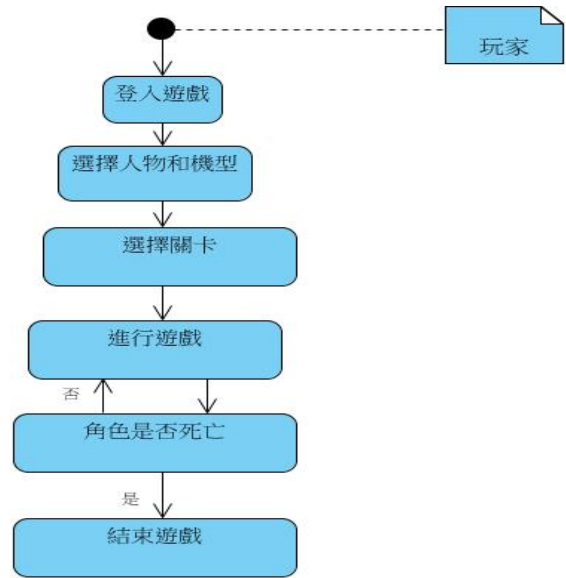 玩家
登入遊戲
選擇人物和機型
選擇關卡
進行遊戲
否
角色是否死亡
是
結束遊戲